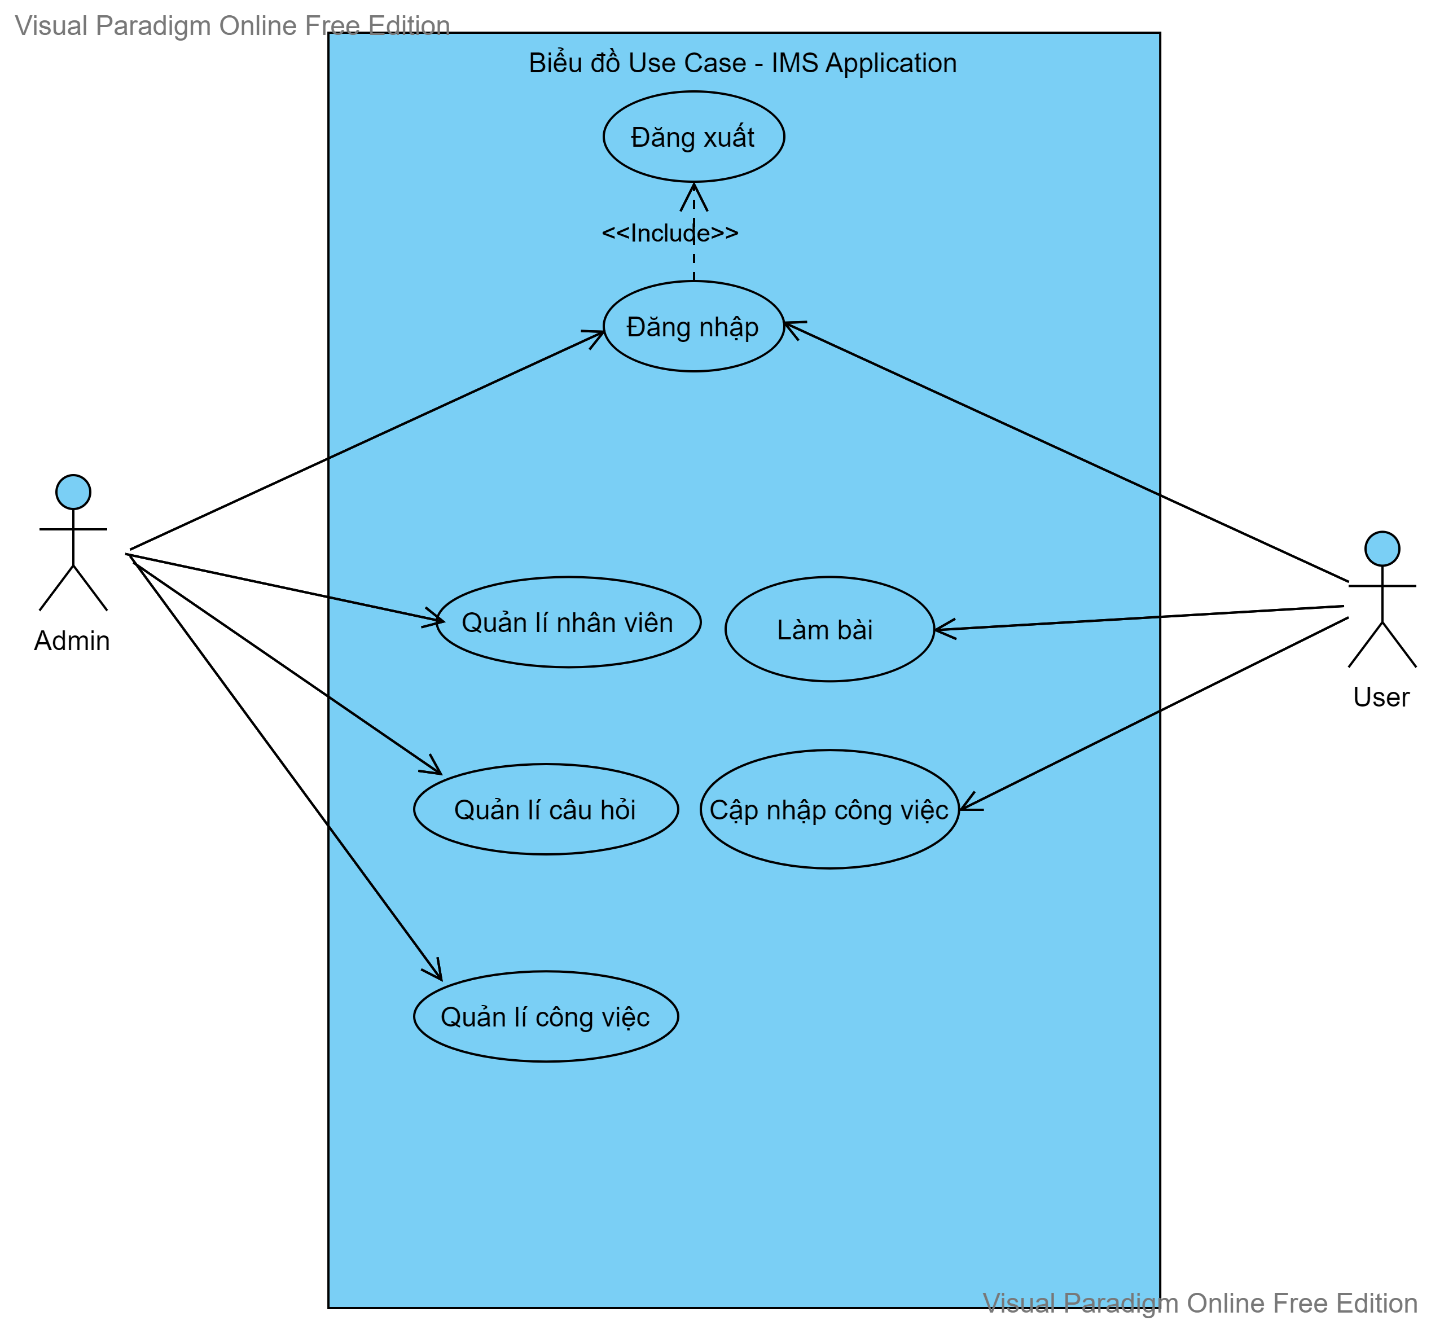 Visual Paradigm Online Free Edition
Biểu đồ Use Case - IMS Application
Đăng xuất
<<Include>>
Đăng nhập
Admin
Quản lí nhân viên
Làm bài
User
Quản lí câu hỏi
Cập nhập công việc
Quản lí công việc
Visual Paradigm Online Free Edition